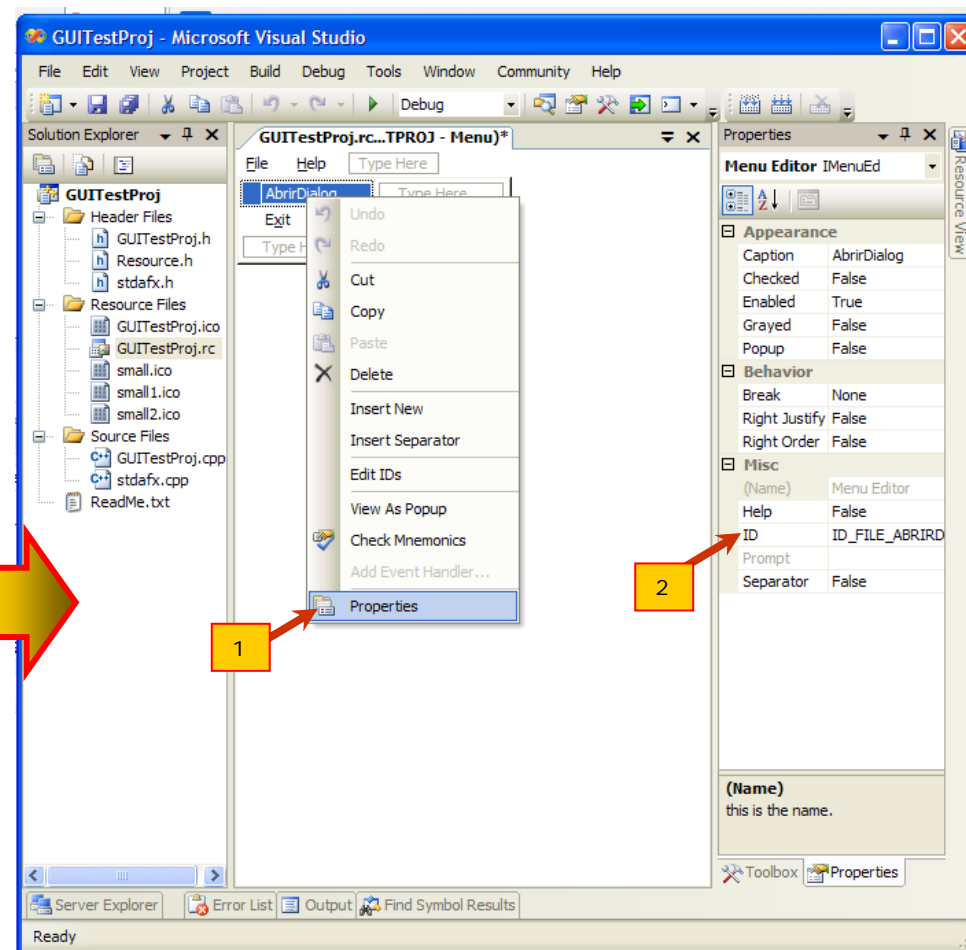 GUITestProj - Microsoft Visual Studio
File Edit View Project Build Debug Tools Window Community Help
Debug
Solution Explorer
GUITestProj
Header Files
GUITestProj.h
Resource.h
stdafx.h
Resource Files
GUITestProj.ico
GUITestProj.rc
small.ico
small1.ico
small2.ico
Source Files
GUITestProj.cpp
stdafx.cpp
ReadMe.txt
GUITestProj.rc...TPROJ - Menu)*
File Help Type Here
AbrirDialog Type Here
Exit
Type H
Undo
Redo
Cut
Copy
Paste
Delete
Insert New
Insert Separator
Edit IDs
View As Popup
Check Mnemonics
Add Event Handler...
Properties
1
2
Properties
Menu Editor IMenuEd
Appearance
Caption AbrirDialog
Checked False
Enabled True
Grayed False
Popup False
Behavior
Break None
Right Justify False
Right Order False
Misc
(Name) Menu Editor
Help False
ID ID_FILE_ABRIRD
Prompt
Separator False
(Name)
this is the name.
Toolbox Properties
Resource View
Server Explorer Error List Output Find Symbol Results
Ready